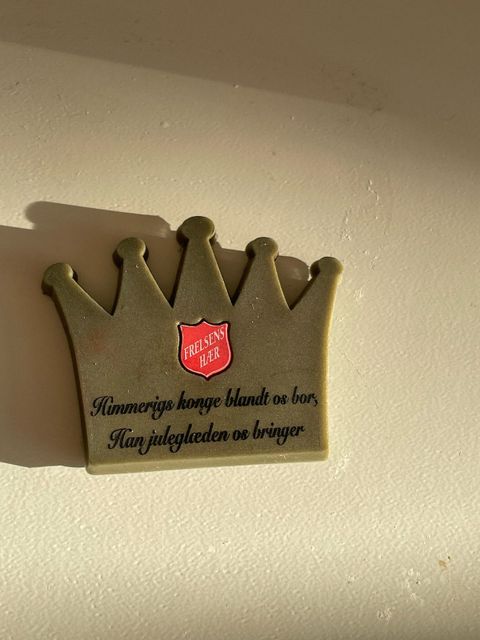 FRELSENS
HÆR
Himmerigs konge blandt os bor,
Han juleglæden os bringer